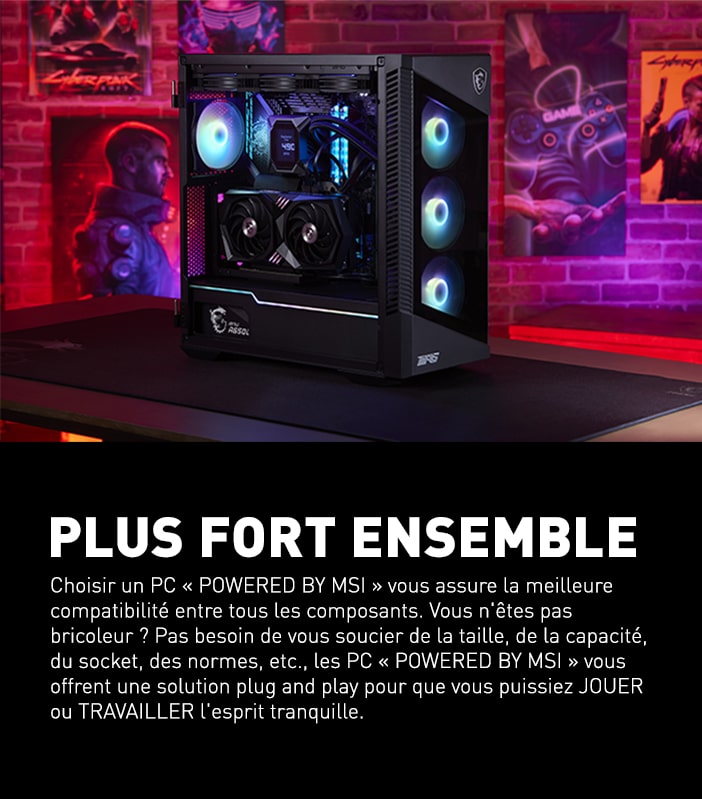 GAME
490
PLUS FORT ENSEMBLE
Choisir un PC « POWERED BY MSI » vous assure la meilleure
compatibilité entre tous les composants. Vous n'êtes pas
bricoleur ? Pas besoin de vous soucier de la taille, de la capacité,
du socket, des normes, etc., les PC « POWERED BY MSI » vous
offrent une solution plug and play pour que vous puissiez JOUER
ou TRAVAILLER l'esprit tranquille.